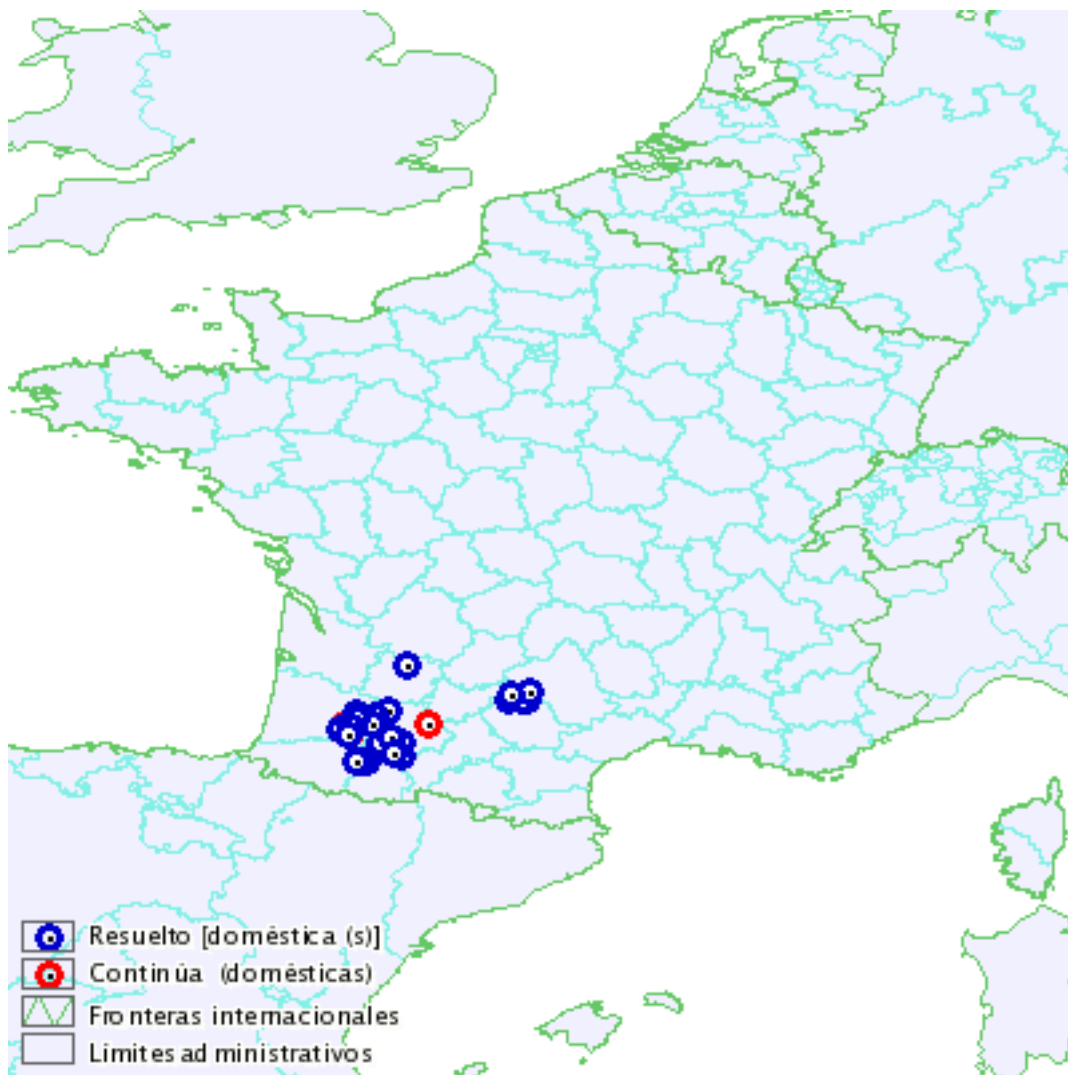 Resuelto [doméstica (s)]
Continúa (domésticas)
Fronteras internacionales
Limites administrativos